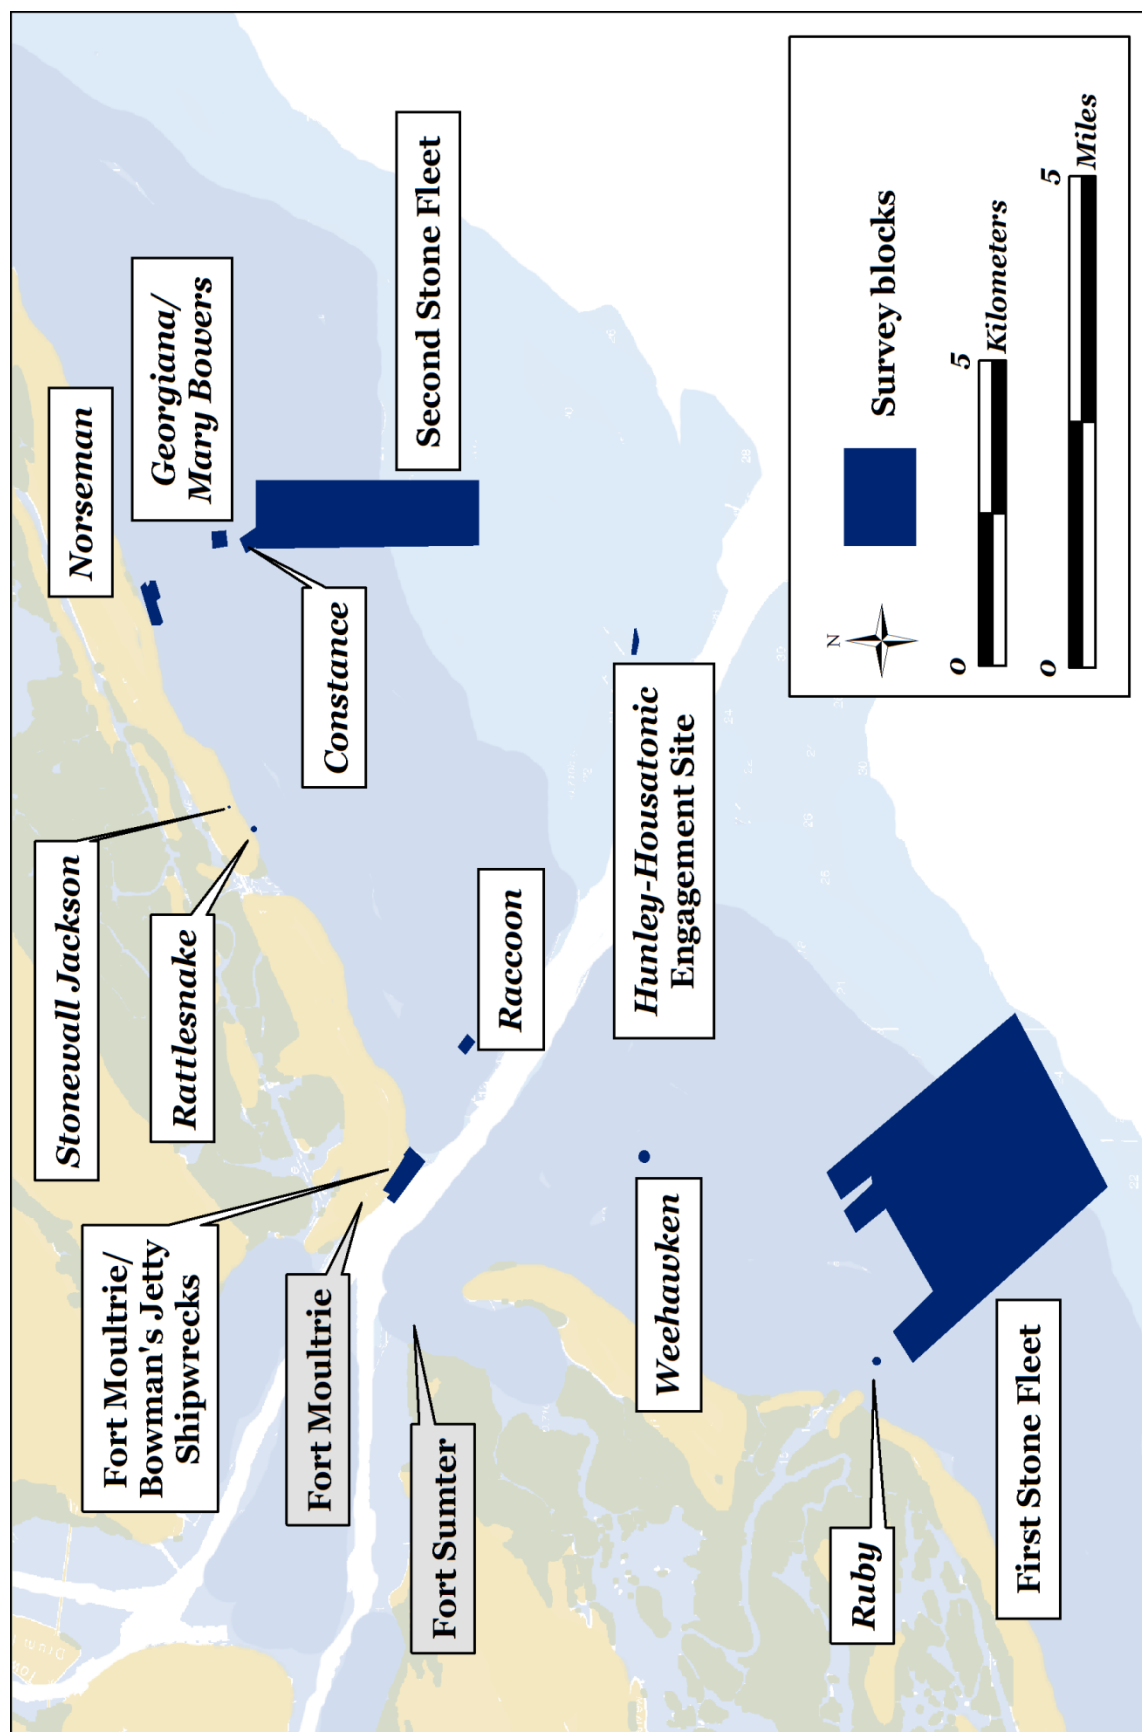 Stonewall Jackson
Norseman
Fort Moultrie/
Bowman's Jetty
Shipwrecks
Georgiana/
Mary Bowers
Rattlesnake
Fort Moultrie
Constance
Second Stone Fleet
Fort Sumter
Raccoon
Hunley-Housatonic
Engagement Site
Weehawken
Ruby
First Stone Fleet
N
Survey blocks
0 5
Kilometers
0 5
Miles